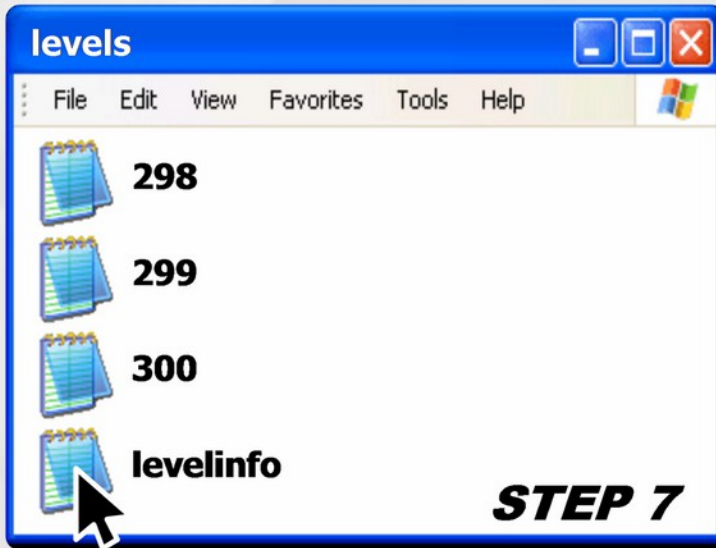 levels
File Edit View Favorites Tools Help
298
299
300
levelinfo
STEP 7